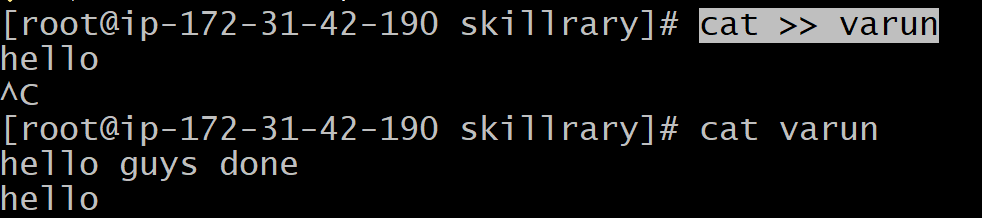 [root@ip-172-31-42-190 skillrary]# cat >> varun
hello
^C
[root@ip-172-31-42-190 skillrary]# cat varun
hello guys done
hello